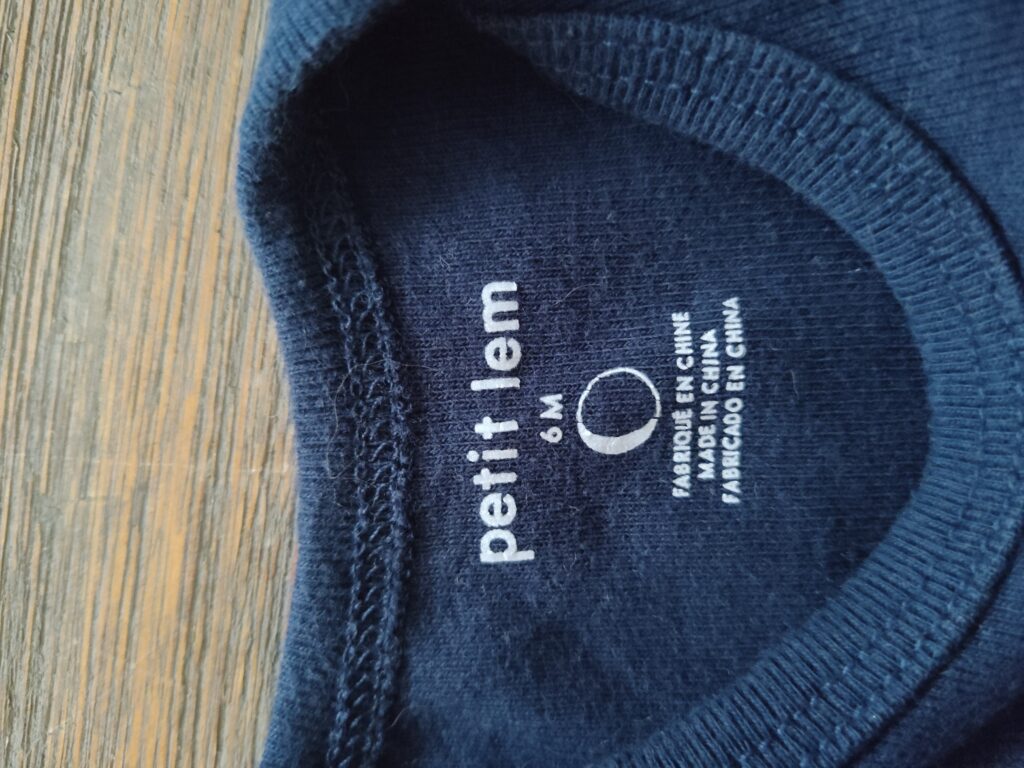 petit lem
6 M
FABRIQUÉ EN CHINE
MADE IN CHINA
FABRICADO EN CHINA